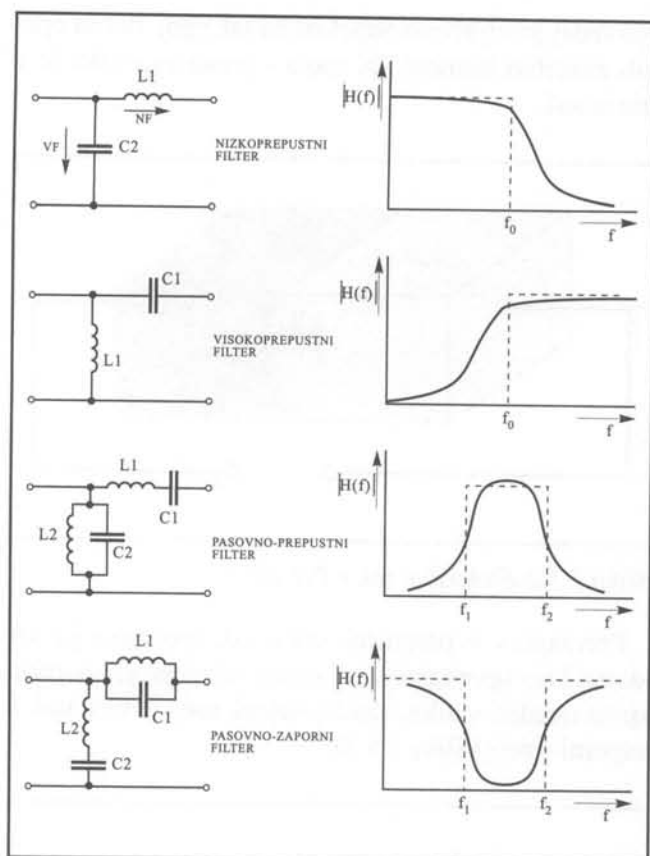 L1
NF
VF
C2
NIZKOPREPUSTNI
FILTER
|H(f)|
f₀
f
C1
L1
VISOKOPREPUSTNI
FILTER
|H(f)|
f₀
f
L1
C1
L2
C2
PASOVNO-PREPUSTNI
FILTER
|H(f)|
f₁
f₂
f
L1
C1
L2
C2
PASOVNO-ZAPORNI
FILTER
|H(f)|
f₁
f₂
f